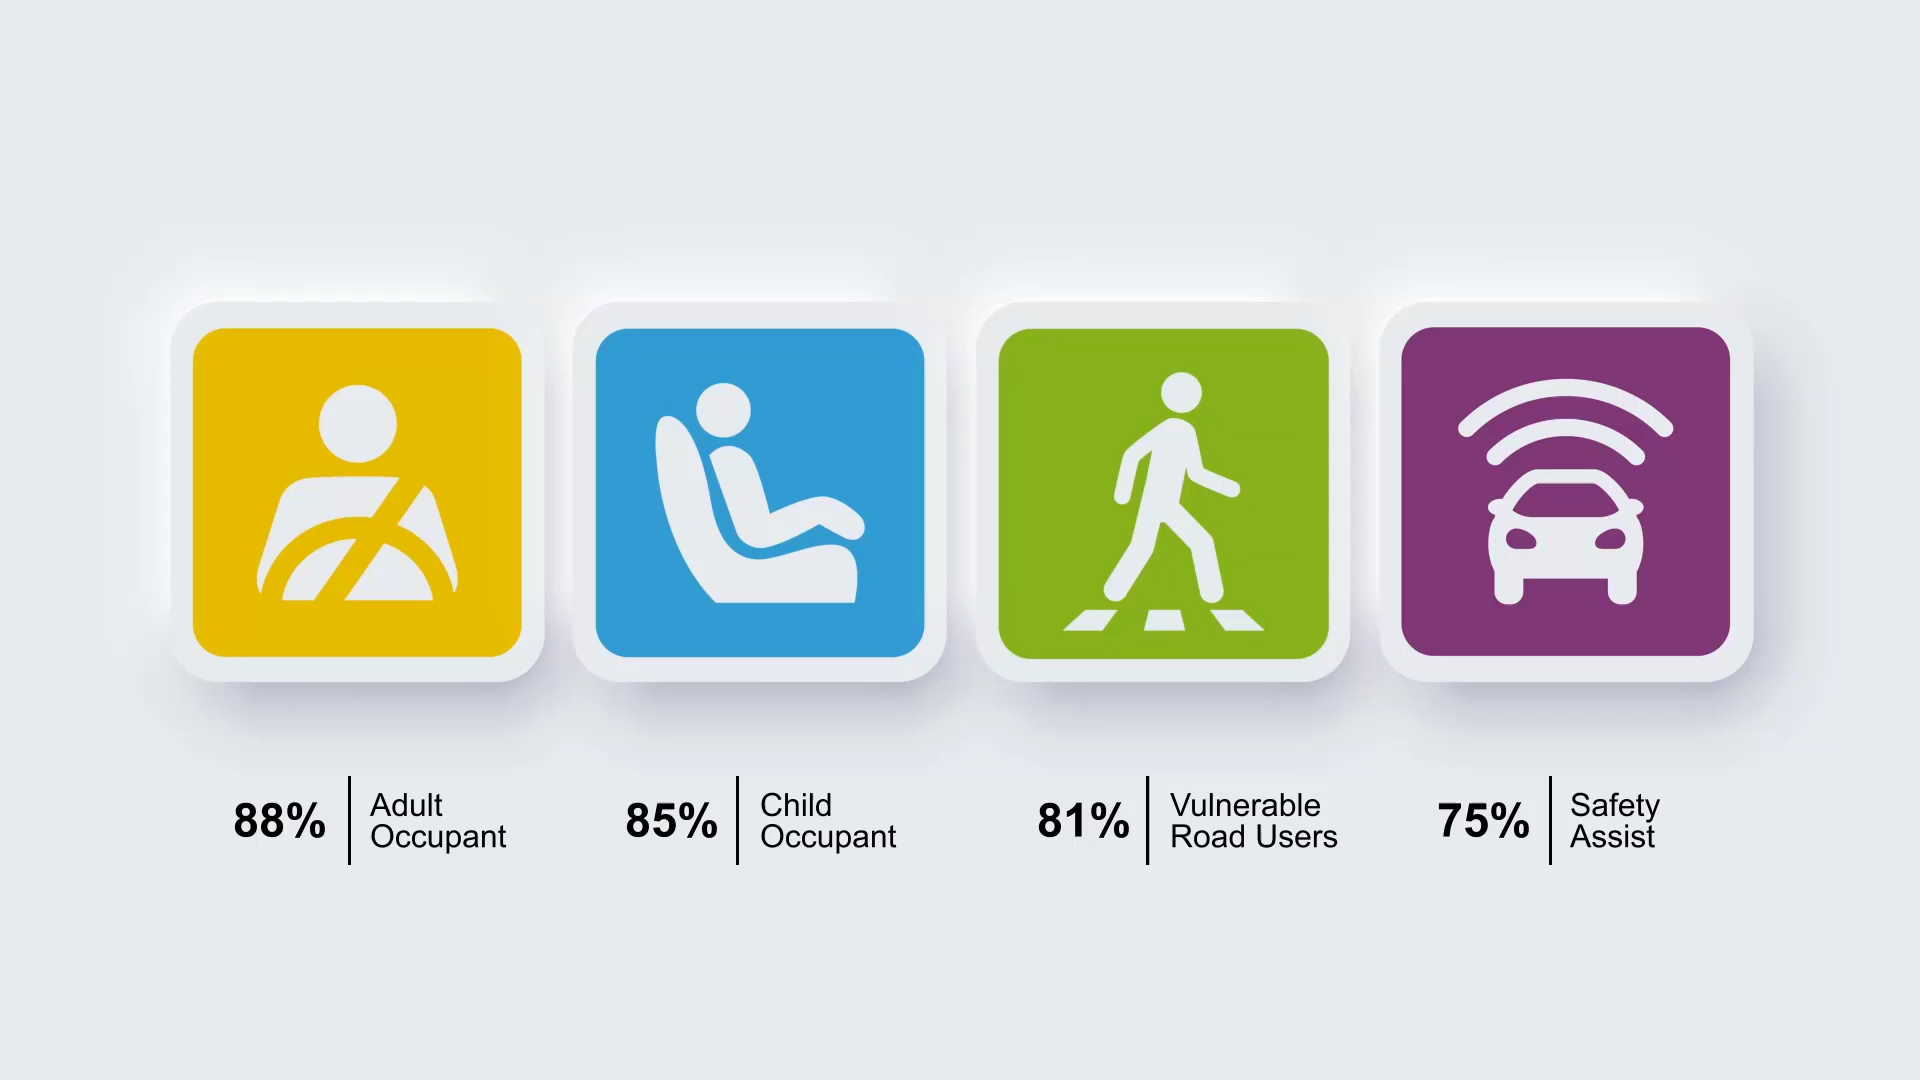 88%
Adult
Occupant
85%
Child
Occupant
81%
Vulnerable
Road Users
75%
Safety
Assist